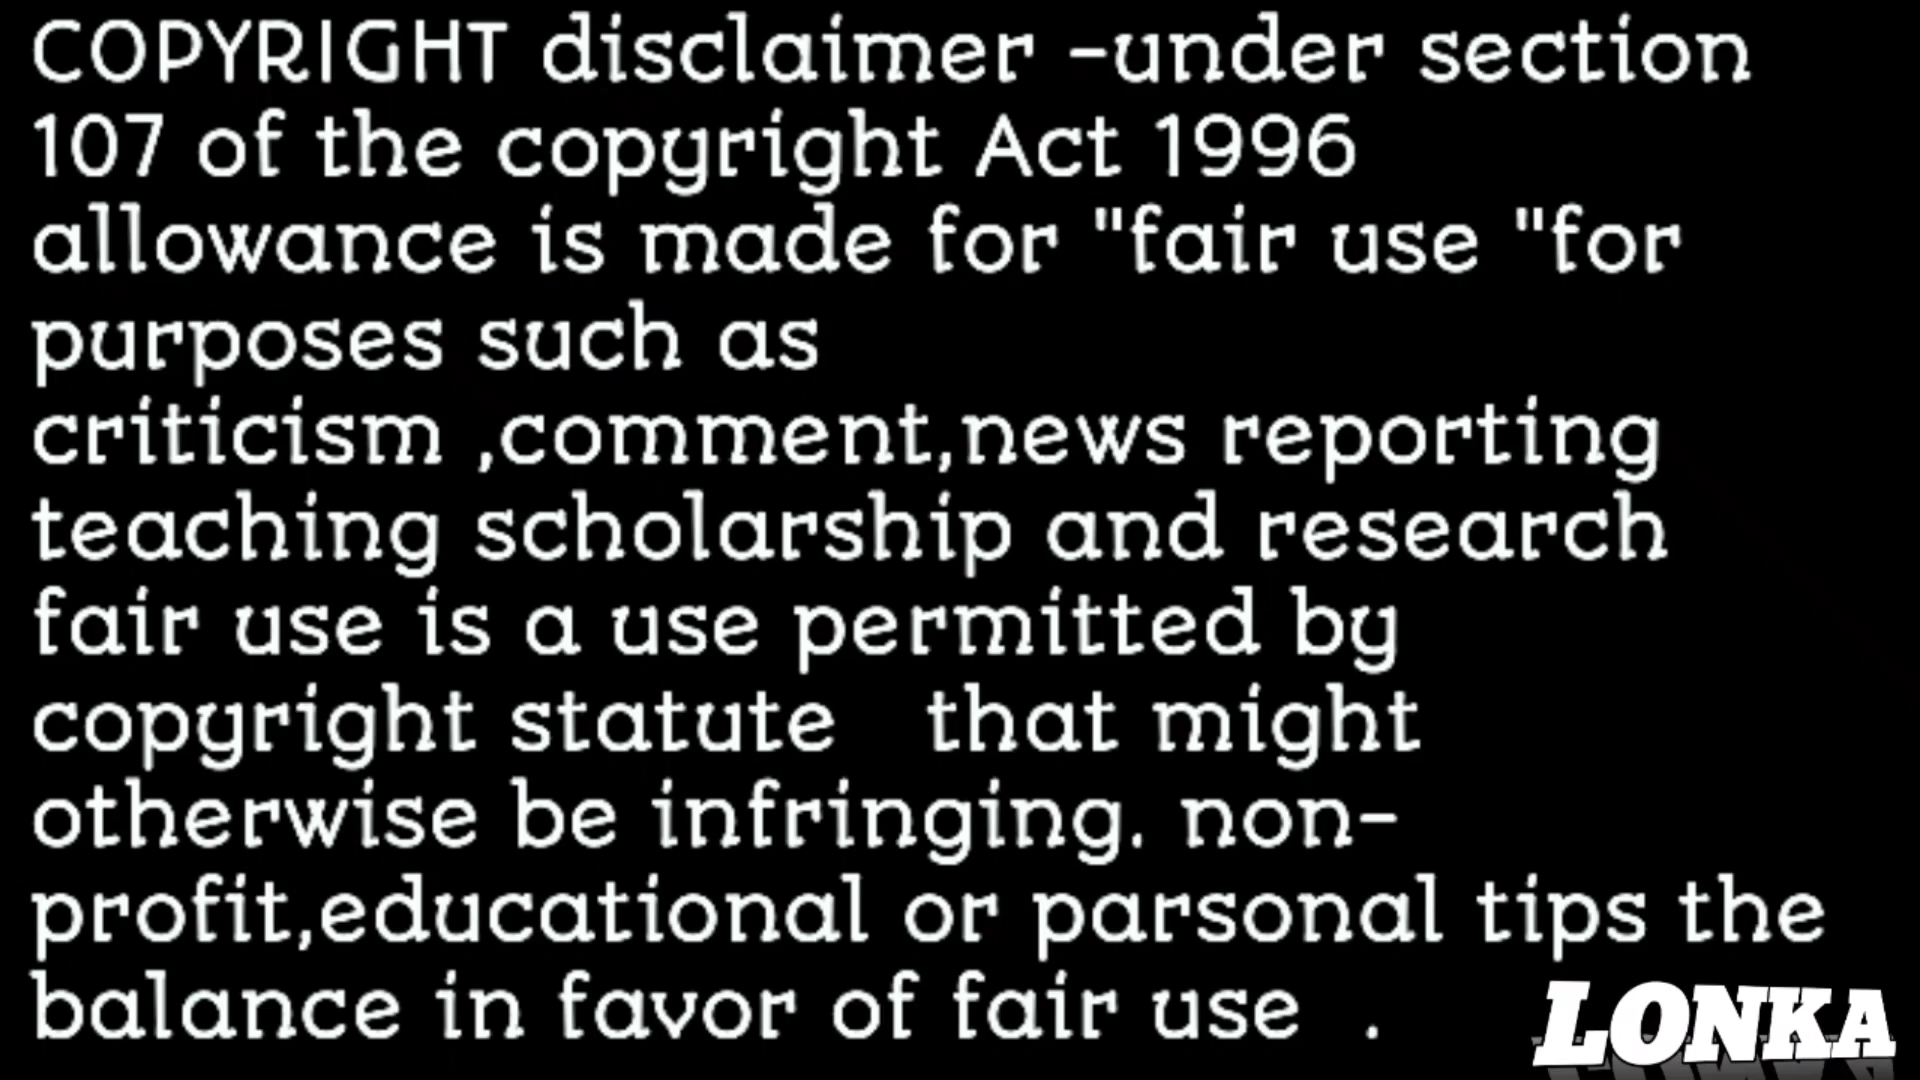 COPYRIGHT disclaimer -under section
107 of the copyright Act 1996
allowance is made for "fair use "for
purposes such as
criticism ,comment,news reporting
teaching scholarship and research
fair use is a use permitted by
copyright statute   that might
otherwise be infringing. non-
profit,educational or parsonal tips the
balance in favor of fair use  .
LONKA